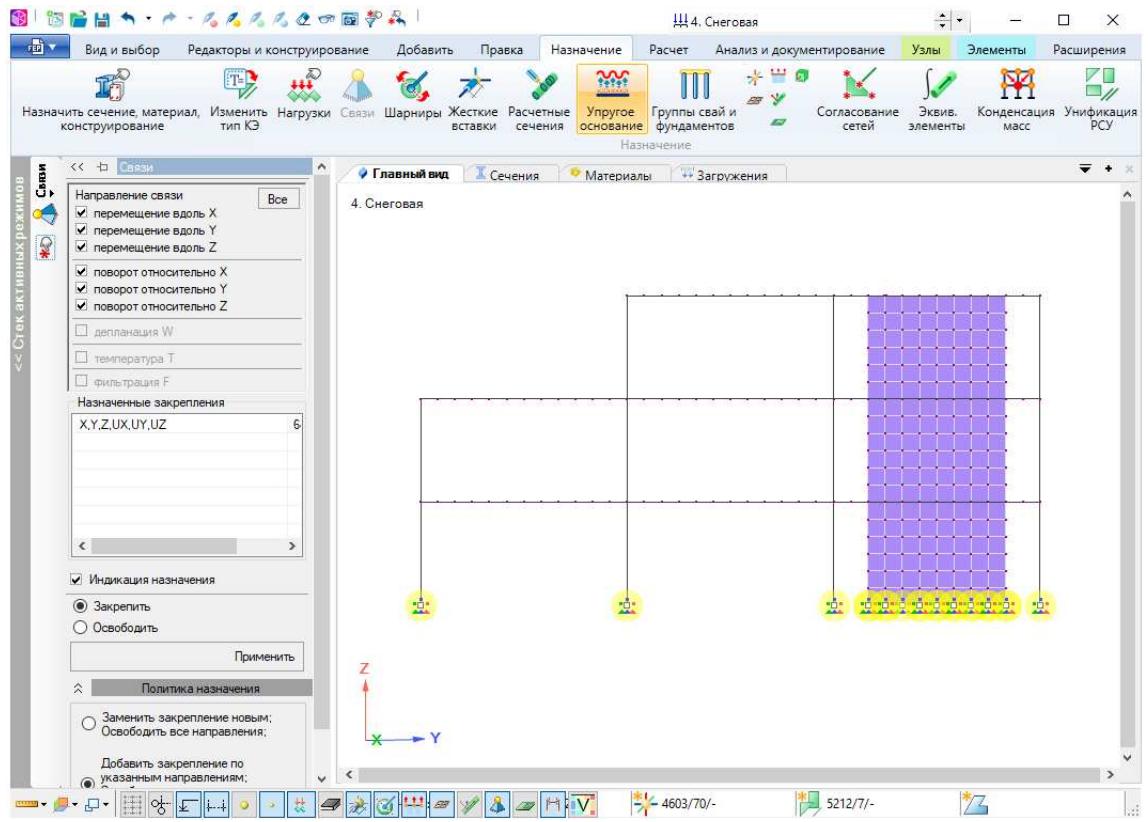 4. Снеговая
FEP
Вид и выбор Редакторы и конструирование Добавить Правка Назначение Расчет Анализ и документирование Узлы Элементы Расширения
Назначить сечение, материал, Изменить Нагрузки Связи Шарниры Жесткие Расчетные Упругое Группы свай и Согласование Эквив. Конденсация Унификация
конструирование тип КЭ вставки сечения основание фундаментов сетей элементы масс РСУ
Назначение
<< Стек активных режимов
Связи
<< Связи
Направление связи Все
перемещение вдоль X
перемещение вдоль Y
перемещение вдоль Z
поворот относительно X
поворот относительно Y
поворот относительно Z
депланация W
температура T
фильтрация F
Назначенные закрепления
X,Y,Z,UX,UY,UZ 6
Индикация назначения
Закрепить
Освободить
Применить
Политика назначения
Заменить закрепление новым;
Освободить все направления;
Добавить закрепление по
указанным направлениям;
Главный вид Сечения Материалы Загружения
4. Снеговая
Z
X Y
4603/70/- 5212/7/-